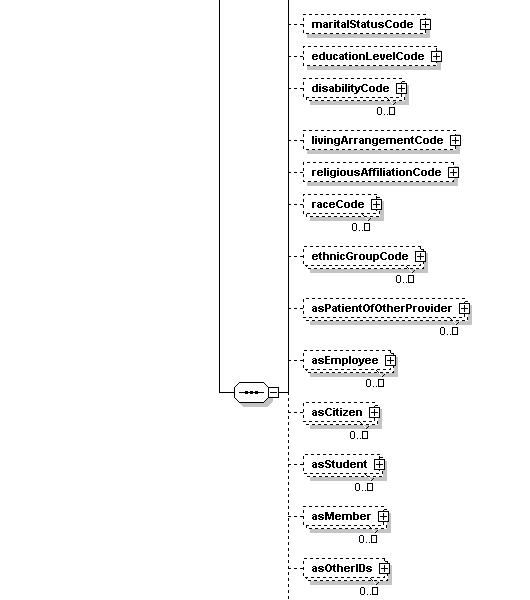 maritalStatusCode
educationLevelCode
disabilityCode
0..
livingArrangementCode
religiousAffiliationCode
raceCode
0..
ethnicGroupCode
0..
asPatientOfOtherProvider
0..
asEmployee
0..
asCitizen
0..
asStudent
0..
asMember
0..
asOtherIDs
0..